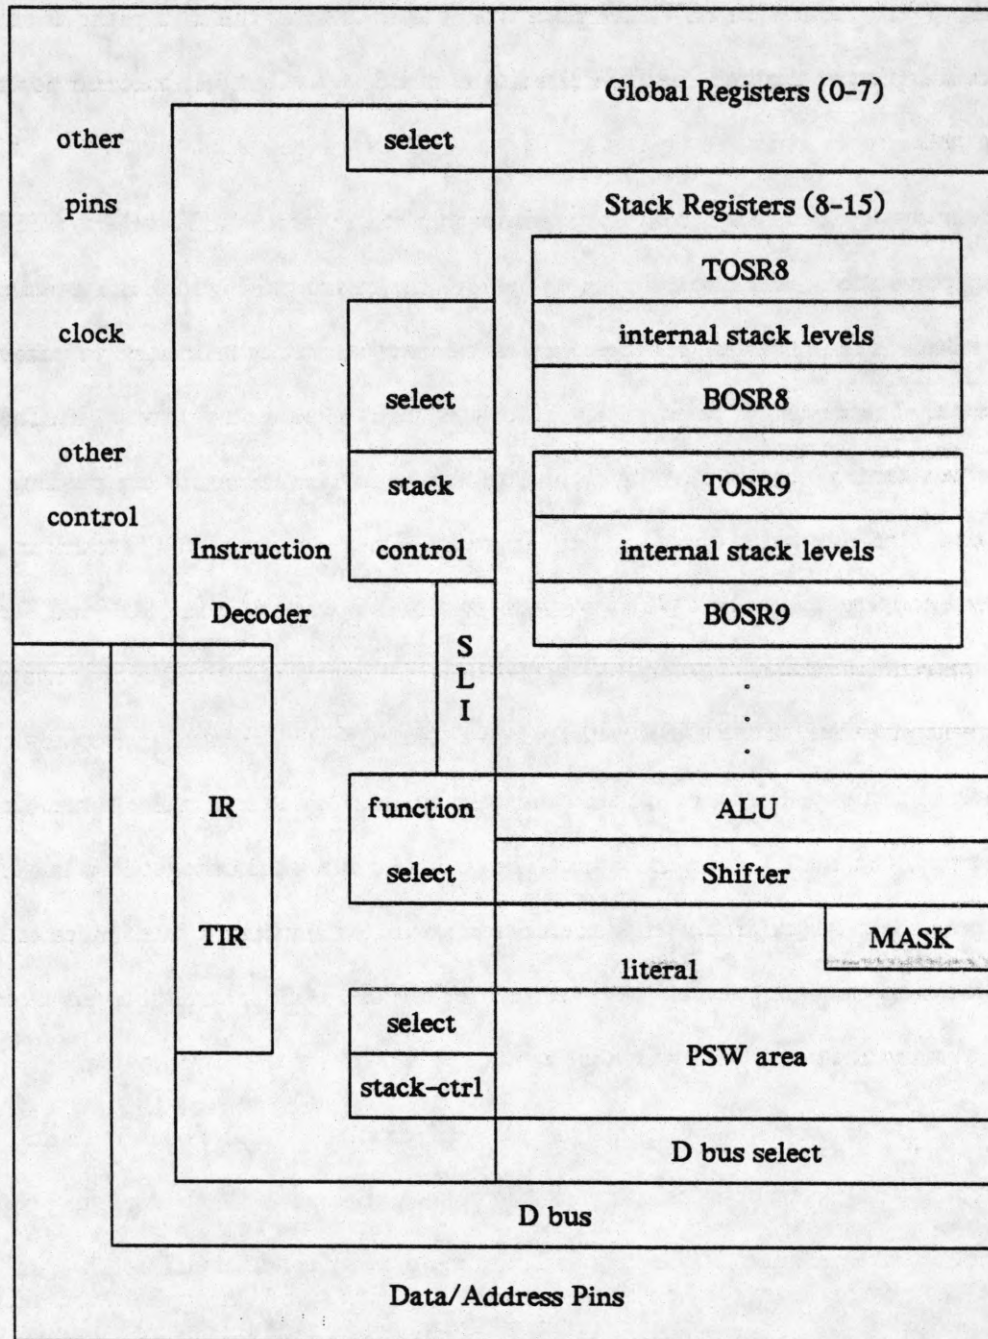 Global Registers (0-7)
other
select
pins
Stack Registers (8-15)
TOSR8
clock
internal stack levels
select
BOSR8
other
stack
TOSR9
control
Instruction
control
internal stack levels
Decoder
BOSR9
S
L
I
IR
function
ALU
select
Shifter
TIR
MASK
literal
select
PSW area
stack-ctrl
D bus select
D bus
Data/Address Pins